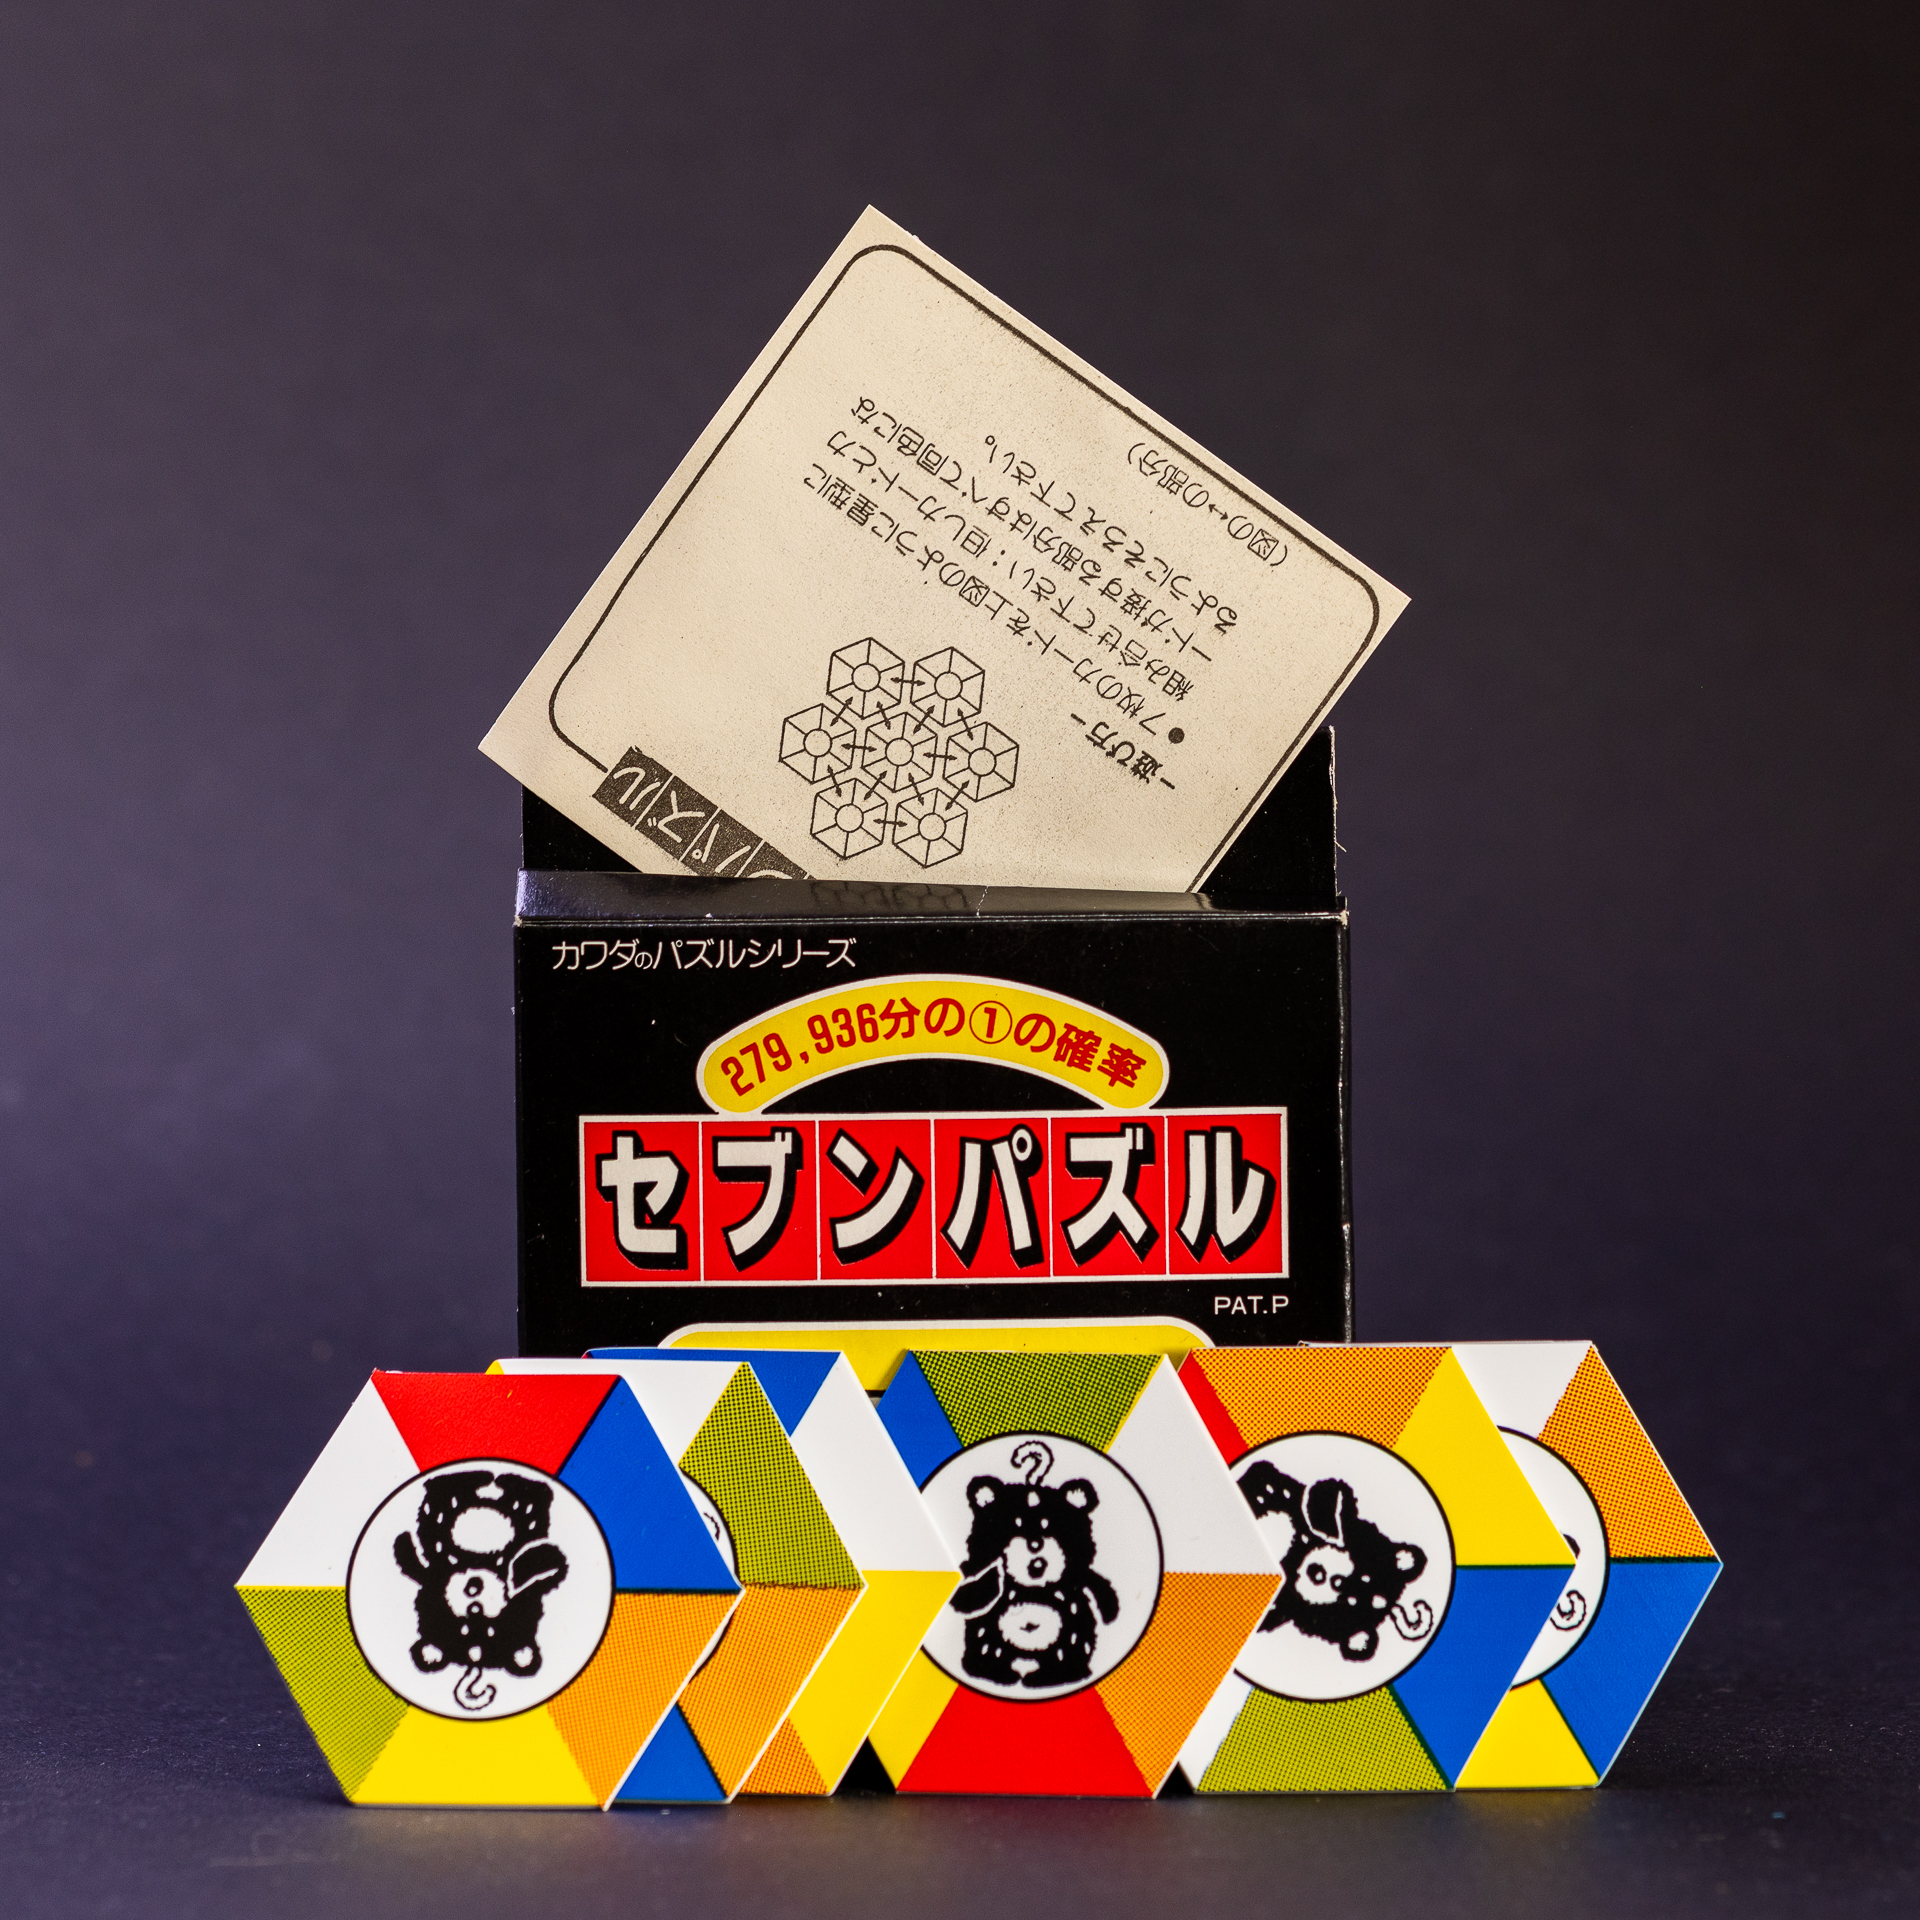 カワダのパズルシリーズ
279,936分の①の確率
セブンパズル
PAT.P
パズル
―遊び方―
●7枚のカードを上図のように星型に
組み合せて下さい：但しカードとカ
ードが接する部分はすべて同色にな
るようにそろえて下さい。
(図の↔の部分)